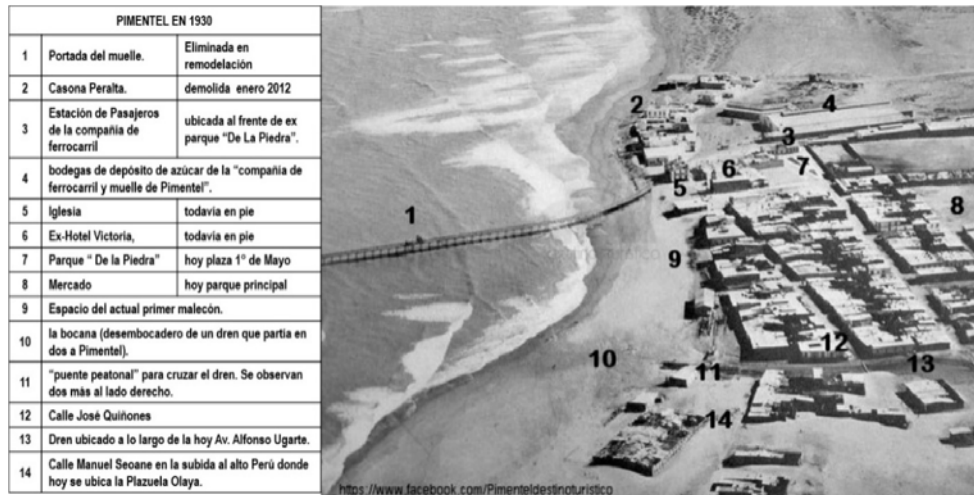 PIMENTEL EN 1930
1 Portada del muelle. Eliminada en
remodelación
2 Casona Peralta. demolida enero 2012
3 Estación de Pasajeros
de la compañia de
ferrocarril
ubicada al frente de ex
parque “De La Piedra”.
4 bodegas de depósito de azúcar de la “compañia de
ferrocarril y muelle de Pimentel”.
5 Iglesia todavia en pie
6 Ex-Hotel Victoria, todavia en pie
7 Parque “ De la Piedra” hoy plaza 1º de Mayo
8 Mercado hoy parque principal
9 Espacio del actual primer malecón.
10 la bocana (desembocadero de un dren que partia en
dos a Pimentel).
11 “puente peatonal” para cruzar el dren. Se observan
dos más al lado derecho.
12 Calle José Quiñones
13 Dren ubicado a lo largo de la hoy Av. Alfonso Ugarte.
14 Calle Manuel Seoane en la subida al alto Perú donde
hoy se ubica la Plazuela Olaya.
2
4
3
6
7
5
8
1
9
10
12
11
13
14
https://www.facebook.com/Pimenteldestinoturistico